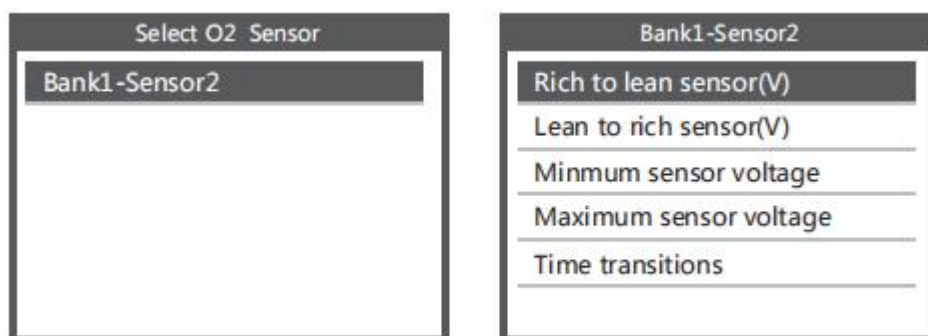 Select O2 Sensor
Bank1-Sensor2
Bank1-Sensor2
Rich to lean sensor(V)
Lean to rich sensor(V)
Minmum sensor voltage
Maximum sensor voltage
Time transitions